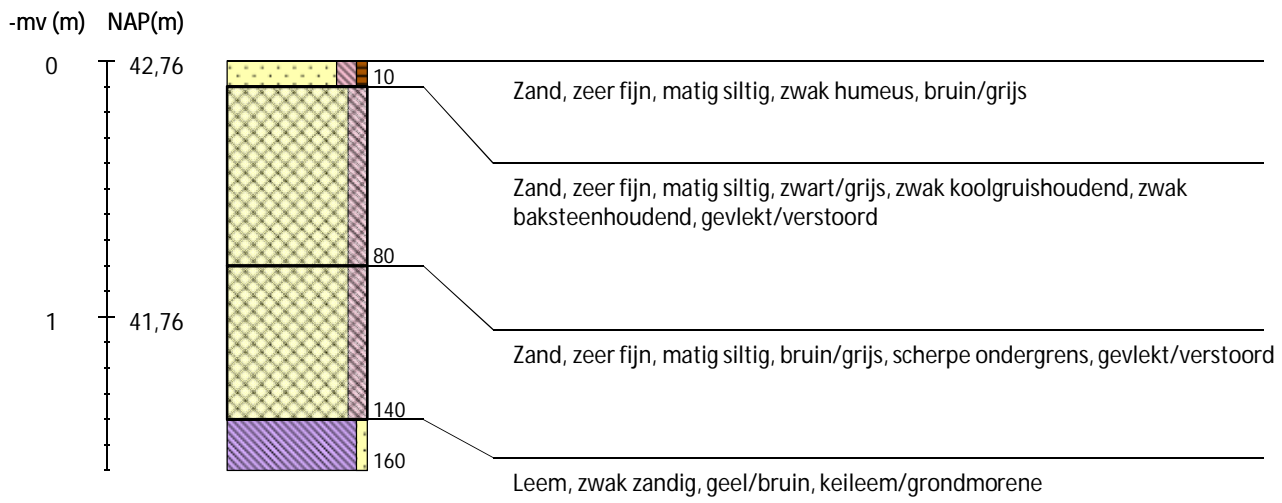 -mv (m) NAP(m)
0 42,76
10
Zand, zeer fijn, matig siltig, zwak humeus, bruin/grijs
Zand, zeer fijn, matig siltig, zwart/grijs, zwak koolgruishoudend, zwak
baksteenhoudend, gevlekt/verstoord
80
1 41,76
Zand, zeer fijn, matig siltig, bruin/grijs, scherpe ondergrens, gevlekt/verstoord
140
160
Leem, zwak zandig, geel/bruin, keileem/grondmorene